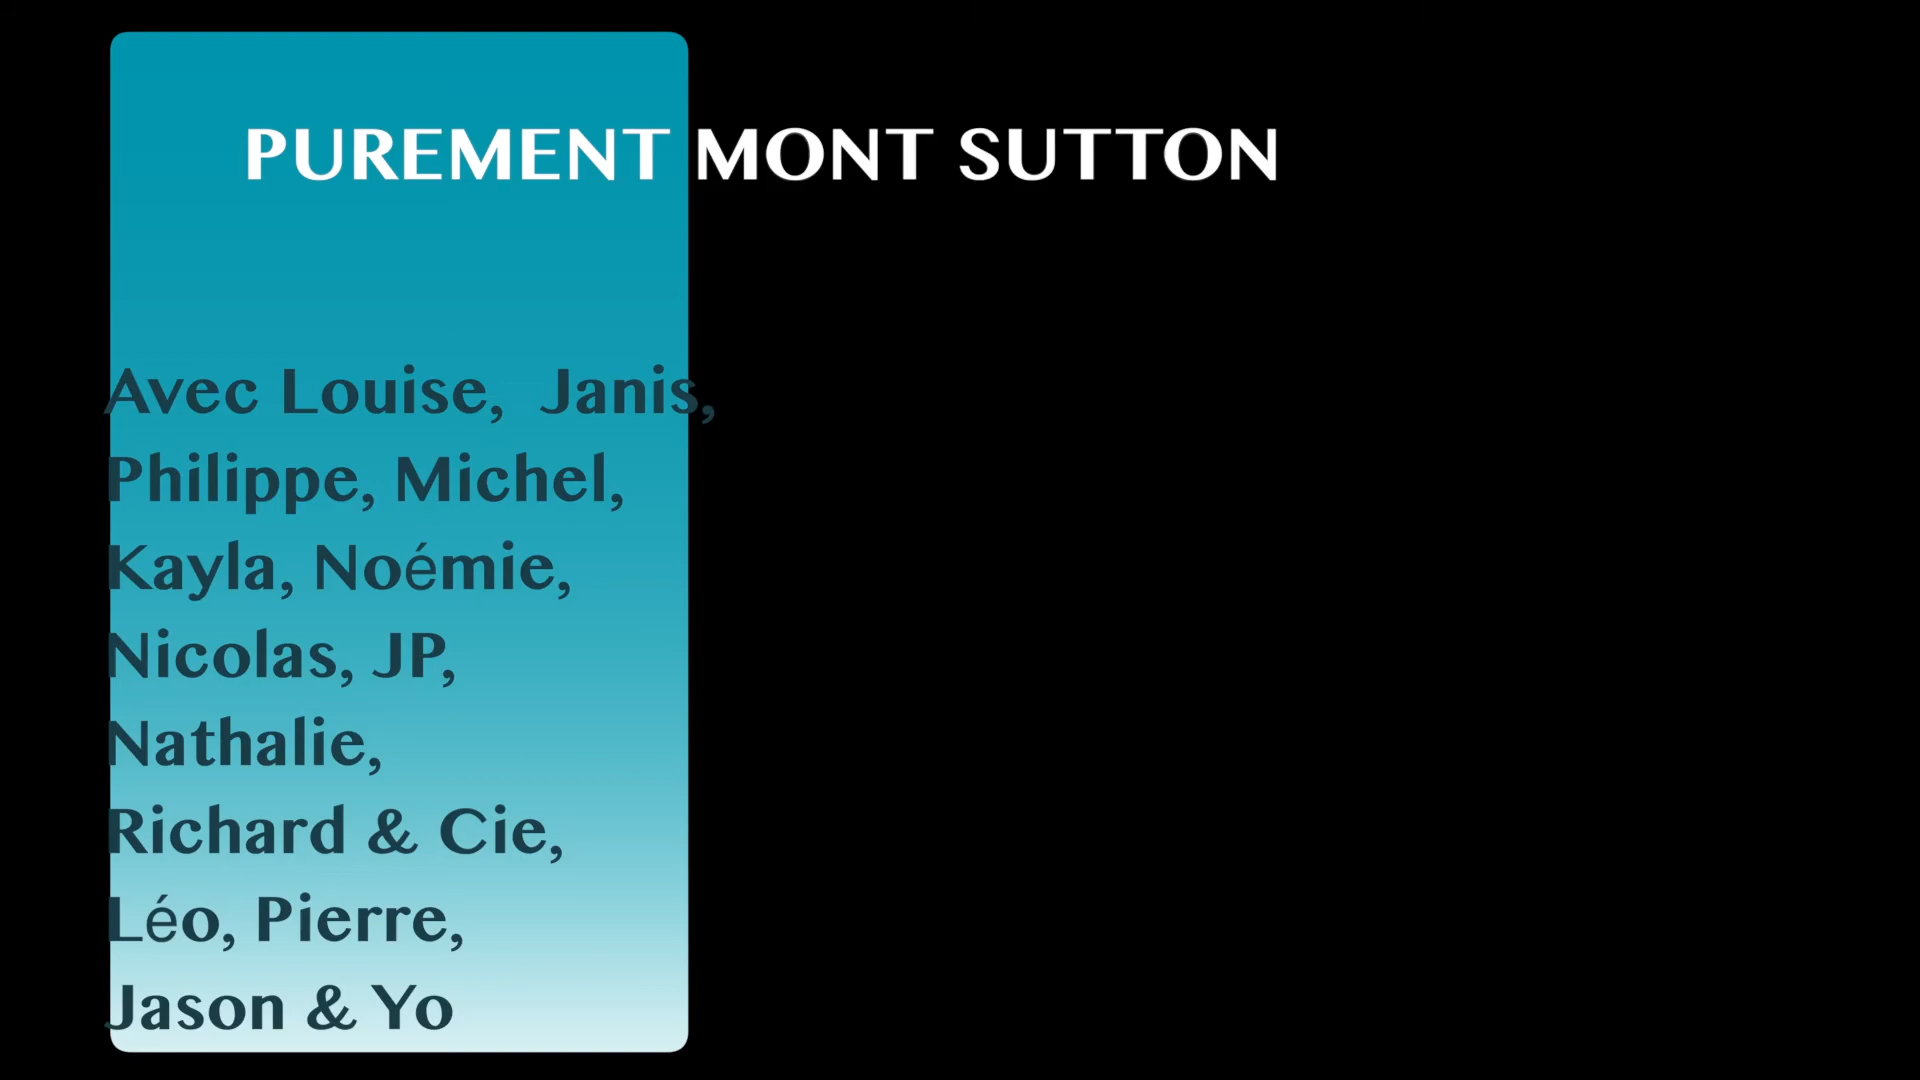 PUREMENT MONT SUTTON
Avec Louise, Janis,
Philippe, Michel,
Kayla, Noémie,
Nicolas, JP,
Nathalie,
Richard & Cie,
Léo, Pierre,
Jason & Yo